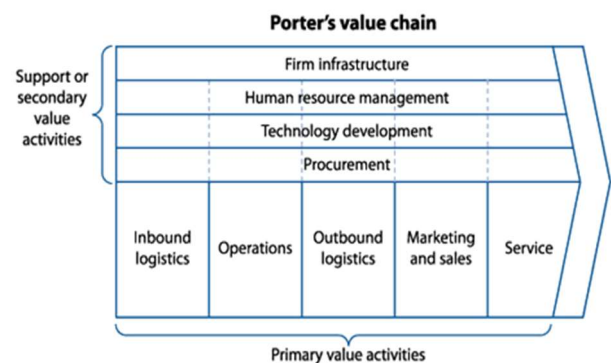 Porter's value chain
Support or
secondary
value
activities
Firm infrastructure
Human resource management
Technology development
Procurement
Inbound
logistics
Operations
Outbound
logistics
Marketing
and sales
Service
Primary value activities